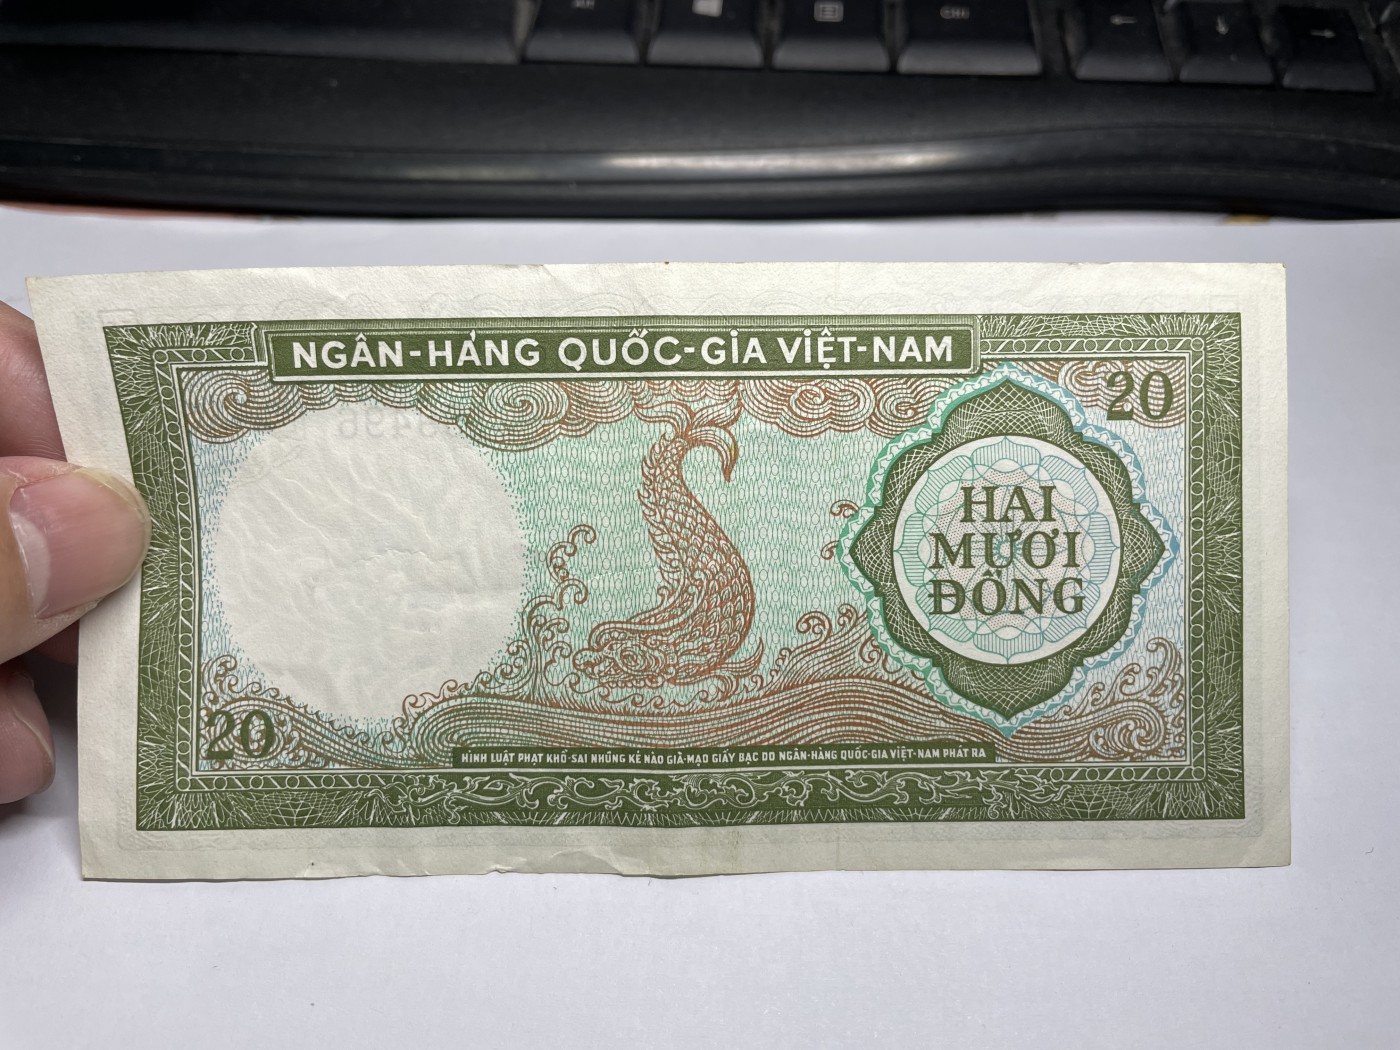 Ctrl
NGÂN-HÀNG QUỐC-GIA VIỆT-NAM
20
HAI
MƯƠI
ĐỒNG
20
HÌNH LUẬT PHẠT KHỔ-SAI NHỮNG KẺ NÀO GIẢ-MẠO GIẤY BẠC DO NGÂN-HÀNG QUỐC-GIA VIỆT-NAM PHÁT RA